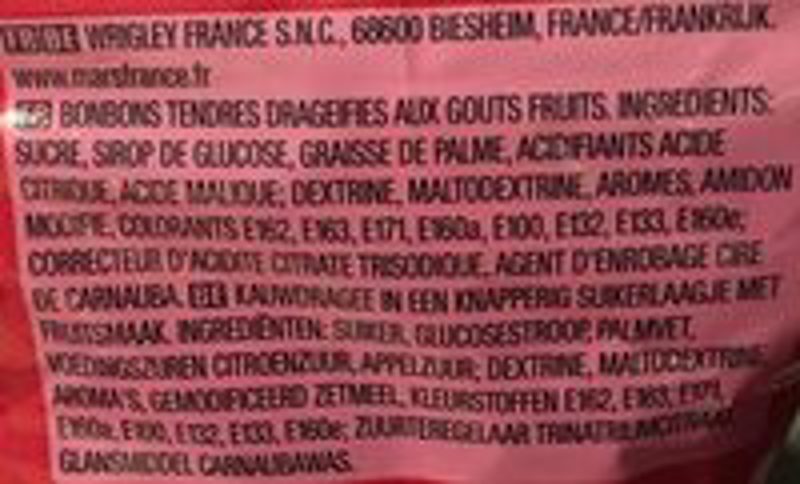 WRIGLEY FRANCE S.N.C., 68600 BIESHEIM, FRANCE/FRANKRIJK.
www.marsfrance.fr
BONBONS TENDRES DRAGEIFIES AUX GOUTS FRUITS. INGREDIENTS:
SUCRE, SIROP DE GLUCOSE, GRAISSE DE PALME, ACIDIFIANTS ACIDE
CITRIQUE, ACIDE MALIQUE; DEXTRINE, MALTODEXTRINE, AROMES, AMIDON
MODIFIE, COLORANTS E162, E163, E171, E160a, E100, E132, E133, E160e;
CORRECTEUR D'ACIDITE CITRATE TRISODIQUE, AGENT D'ENROBAGE CIRE
DE CARNAUBA. KAUWDRAGEE IN EEN KNAPPERIG SUIKERLAAGJE MET
FRUITSMAAK. INGREDIËNTEN: SUIKER, GLUCOSESTROOP, PALMVET,
VOEDINGSZUREN CITROENZUUR, APPELZUUR; DEXTRINE, MALTODEXTRINE,
AROMA'S, GEMODIFICEERD ZETMEEL, KLEURSTOFFEN E162, E163, E171,
E160a, E100, E132, E133, E160e; ZUURTEREGELAAR TRINATRIUMCITRAAT,
GLANSMIDDEL CARNAUBAWAS.